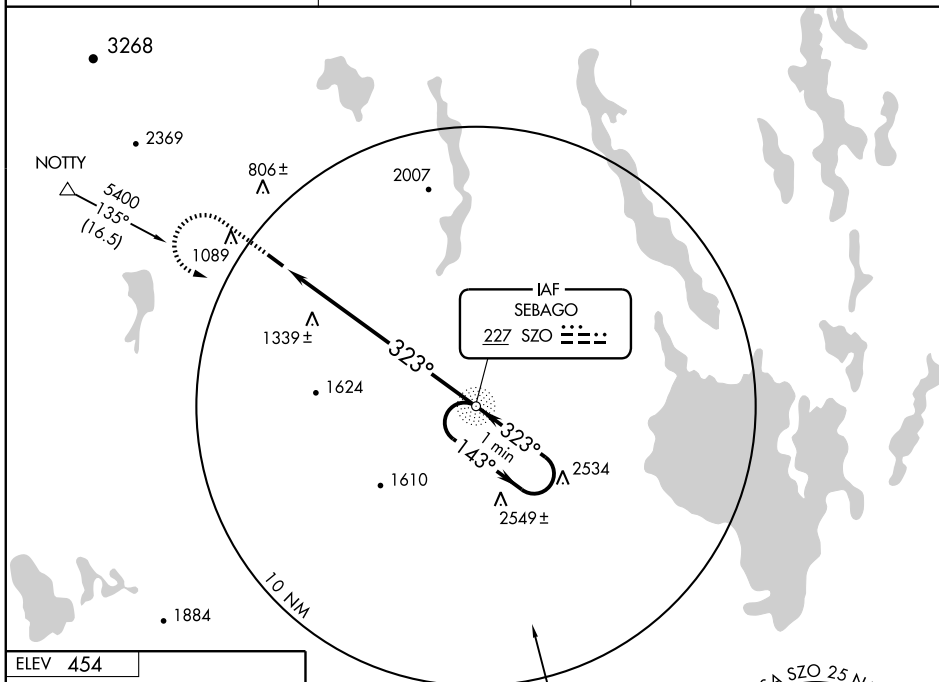 3268
2369
NOTTY
806±
2007
5400
135°
(16.5)
1089
IAF
SEBAGO
227 SZO
1339±
323°
1624
323°
1 min
143°
2534
1610
2549±
10 NM
1884
ELEV 454
SZO 25 N